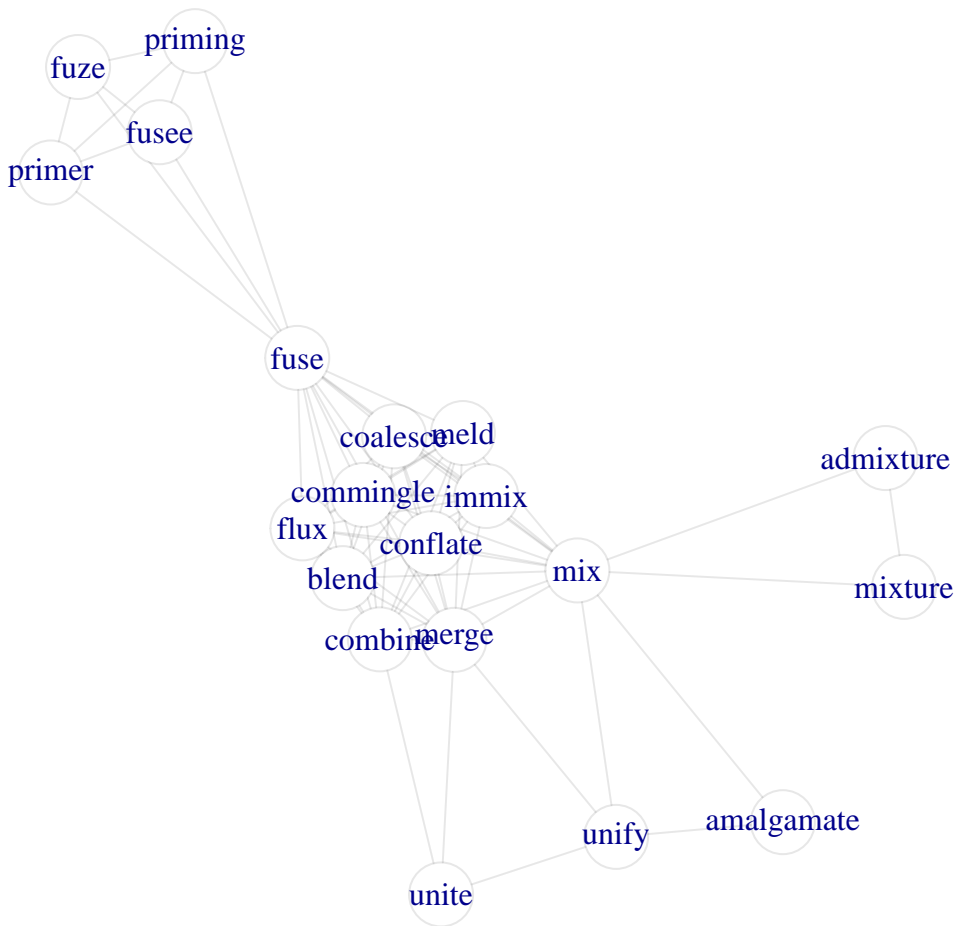 priming
fuze
fusee
primer
fuse
coalesce
meld
admixture
commingle
immix
flux
conflate
mix
blend
mixture
combine
merge
amalgamate
unify
unite